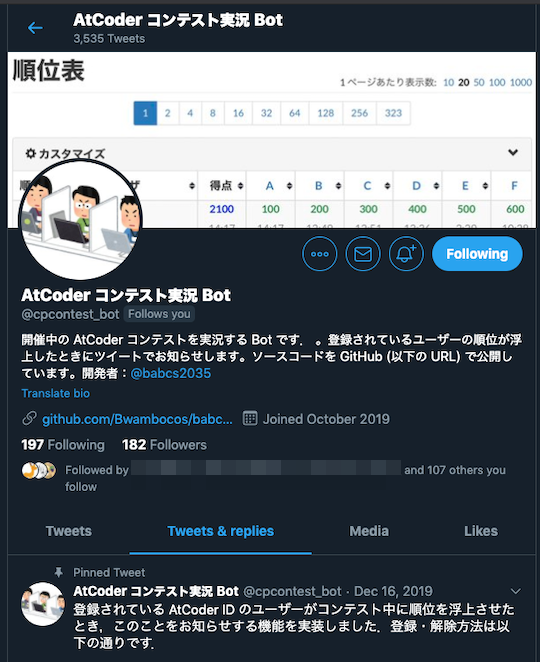 AtCoder コンテスト実況 Bot
3,535 Tweets
順位表
1 ページあたり表示数: 10 20 50 100 1000
1 2 4 8 16 32 64 128 256 323
カスタマイズ
得点 A B C D E F
2100 100 200 300 400 500 600
Following
AtCoder コンテスト実況 Bot
@cpcontest_bot Follows you
開催中の AtCoder コンテストを実況する Bot です． 。登録されているユーザーの順位が浮
上したときにツイートでお知らせします。ソースコードを GitHub (以下の URL) で公開し
ています。開発者：@babcs2035
Translate bio
github.com/Bwambocos/babc... Joined October 2019
197 Following 182 Followers
Followed by and 107 others you
follow
Tweets Tweets & replies Media Likes
Pinned Tweet
AtCoder コンテスト実況 Bot @cpcontest_bot · Dec 16, 2019
登録されている AtCoder ID のユーザーがコンテスト中に順位を浮上させた
とき，このことをお知らせする機能を実装しました．登録・解除方法は以
下の通りです．